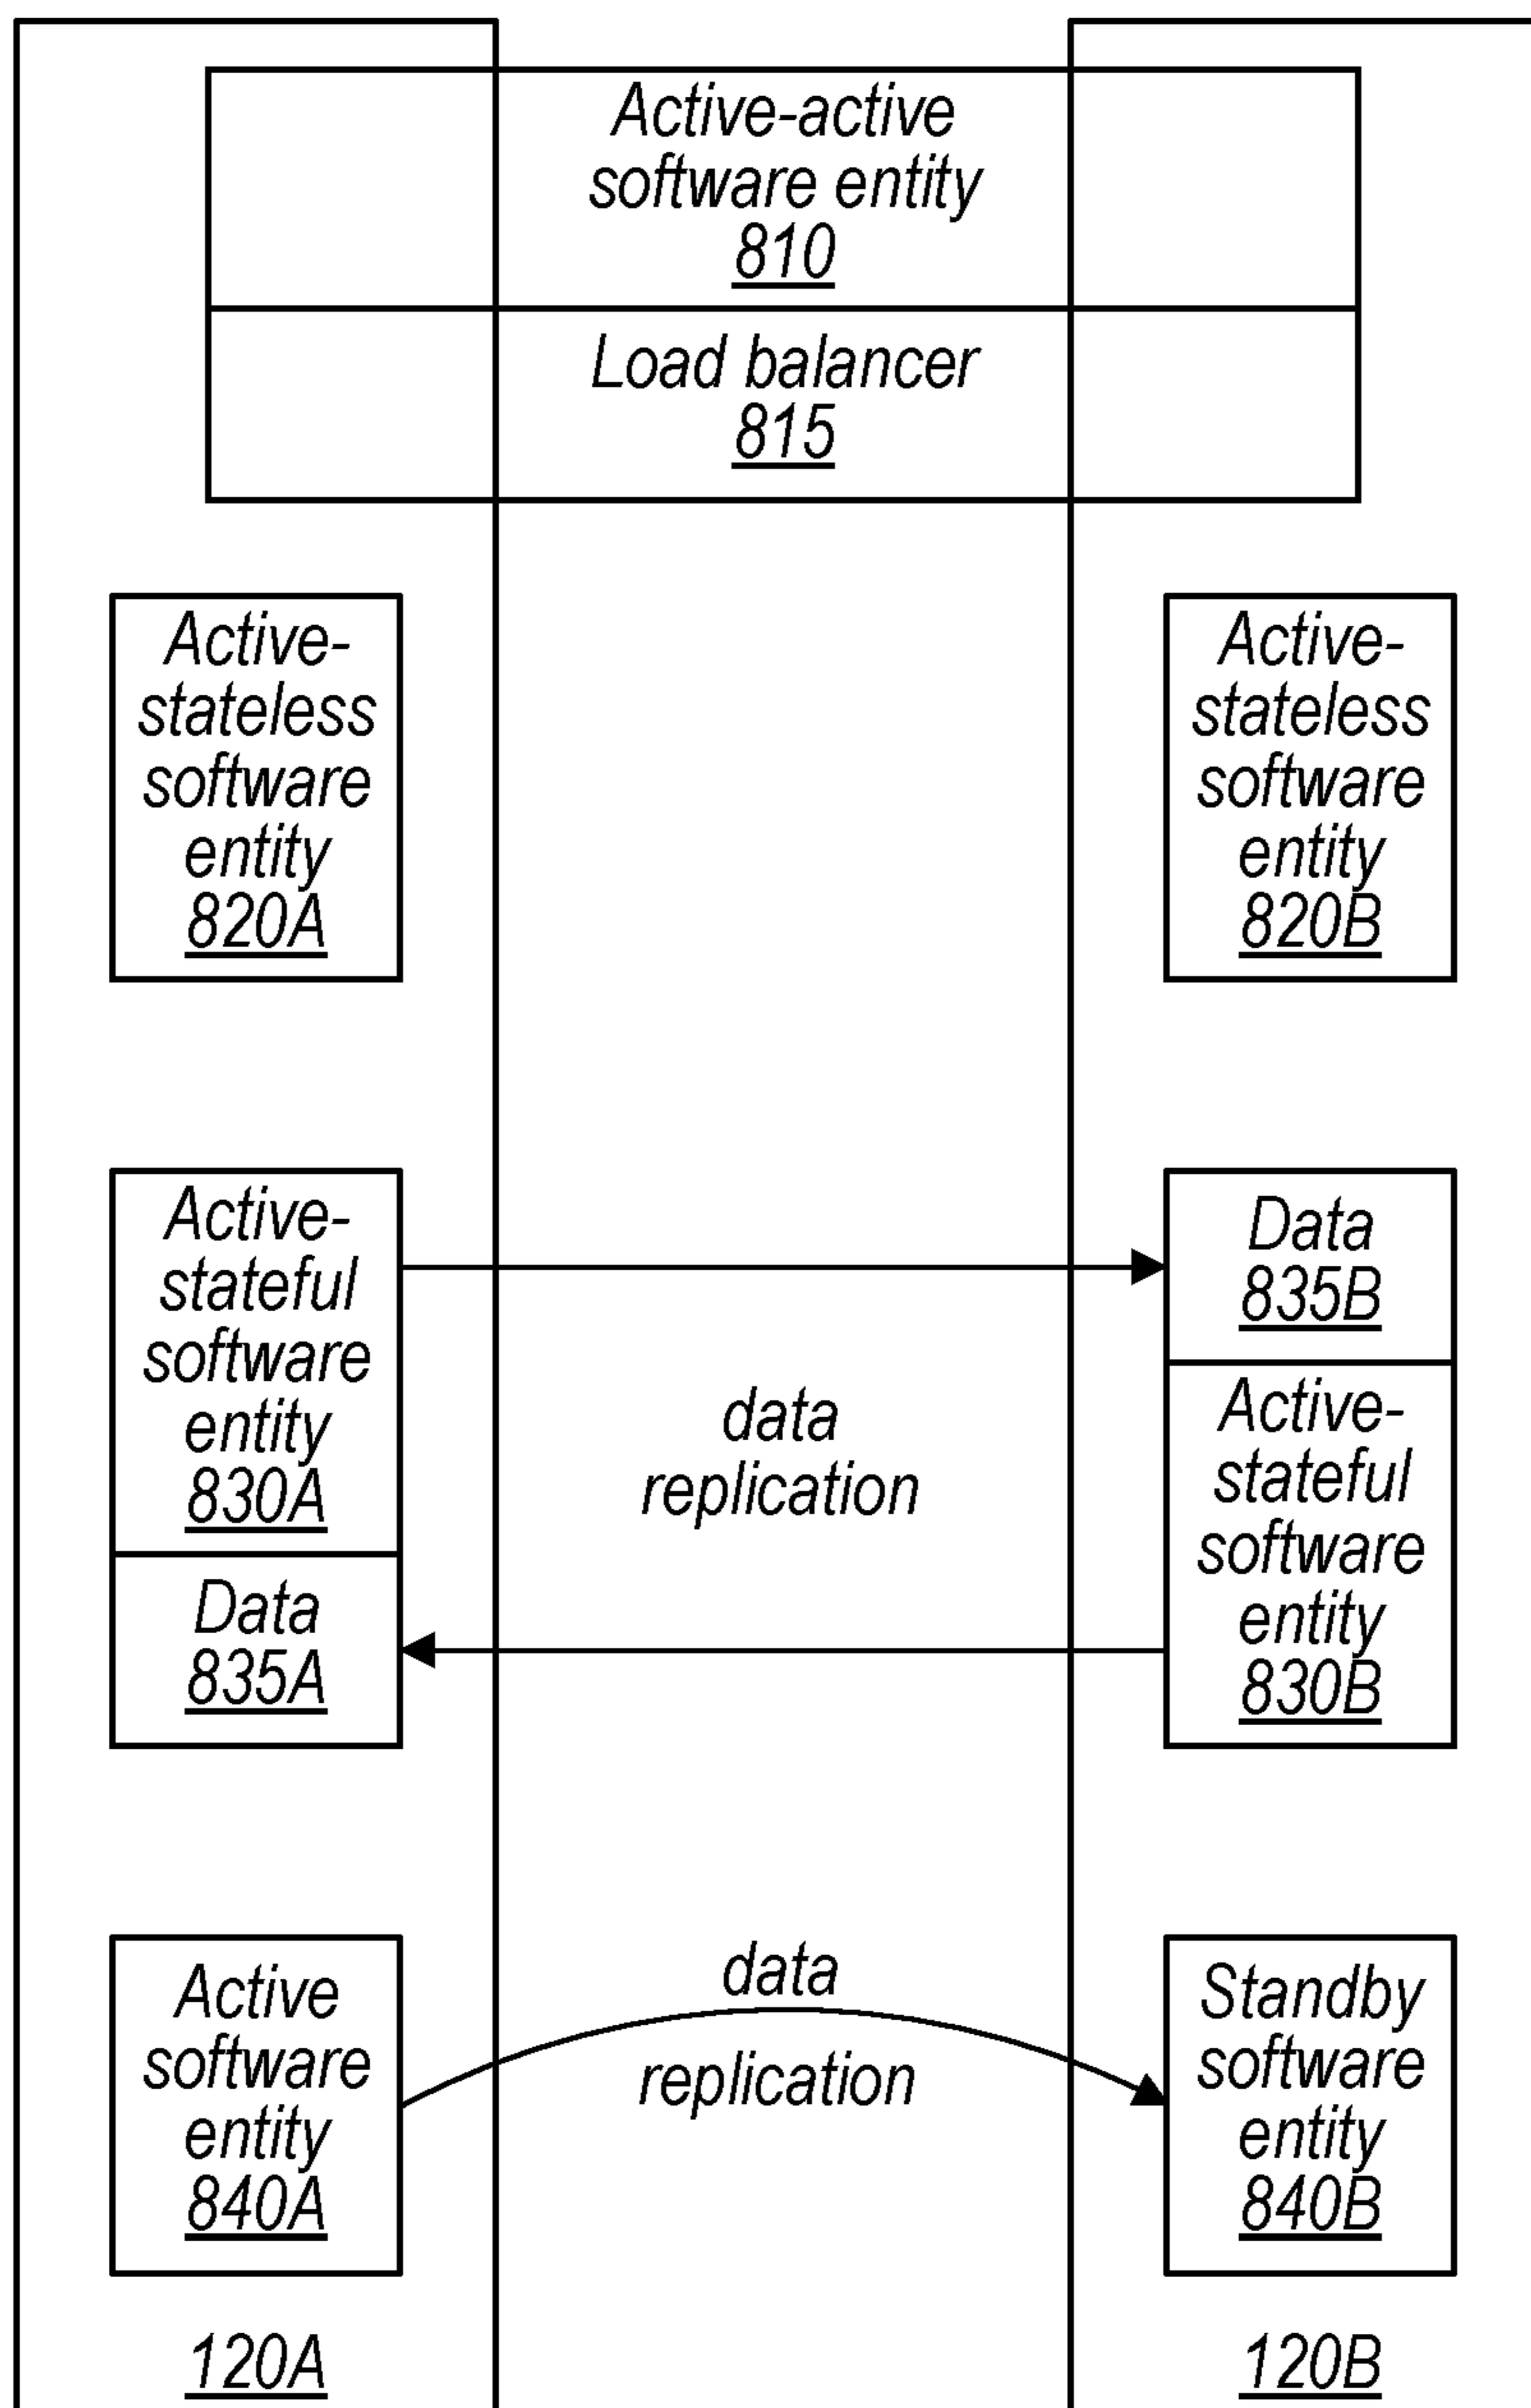 Active-active
software entity
810
Load balancer
815
Active-
stateless
software
entity
820A
Active-
stateless
software
entity
820B
Active-
stateful
software
entity
830A
Data
835A
data
replication
Data
835B
Active-
stateful
software
entity
830B
Active
software
entity
840A
data
replication
Standby
software
entity
840B
120A
120B